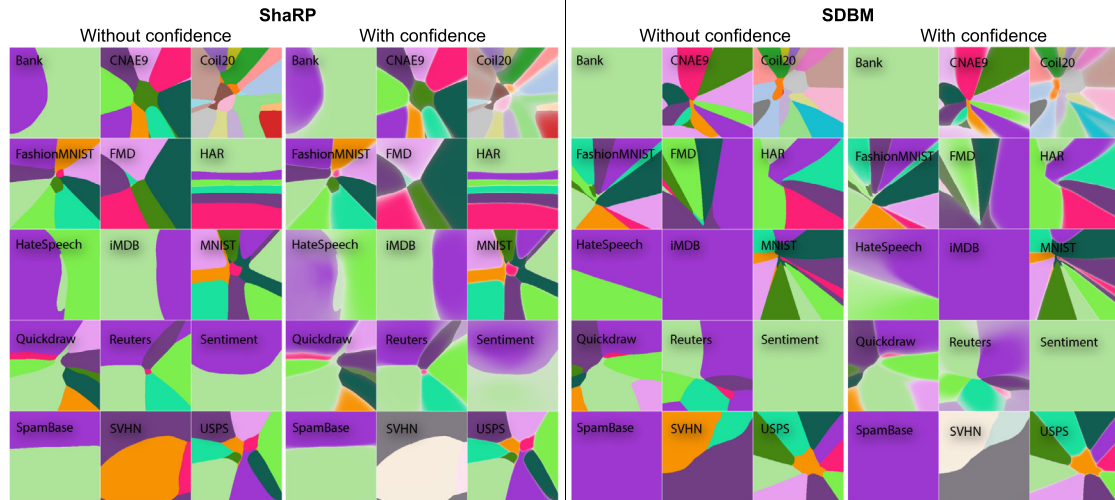 ShaRP SDBM
Without confidence With confidence Without confidence With confidence
Bank CNAE9 Coil20 Bank CNAE9 Coil20 Bank CNAE9 Coil20 Bank CNAE9 Coil20
FashionMNIST FMD HAR FashionMNIST FMD HAR FashionMNIST FMD HAR FashionMNIST FMD HAR
HateSpeech iMDB MNIST HateSpeech iMDB MNIST HateSpeech iMDB MNIST HateSpeech iMDB MNIST
Quickdraw Reuters Sentiment Quickdraw Reuters Sentiment Quickdraw Reuters Sentiment Quickdraw Reuters Sentiment
SpamBase SVHN USPS SpamBase SVHN USPS SpamBase SVHN USPS SpamBase SVHN USPS